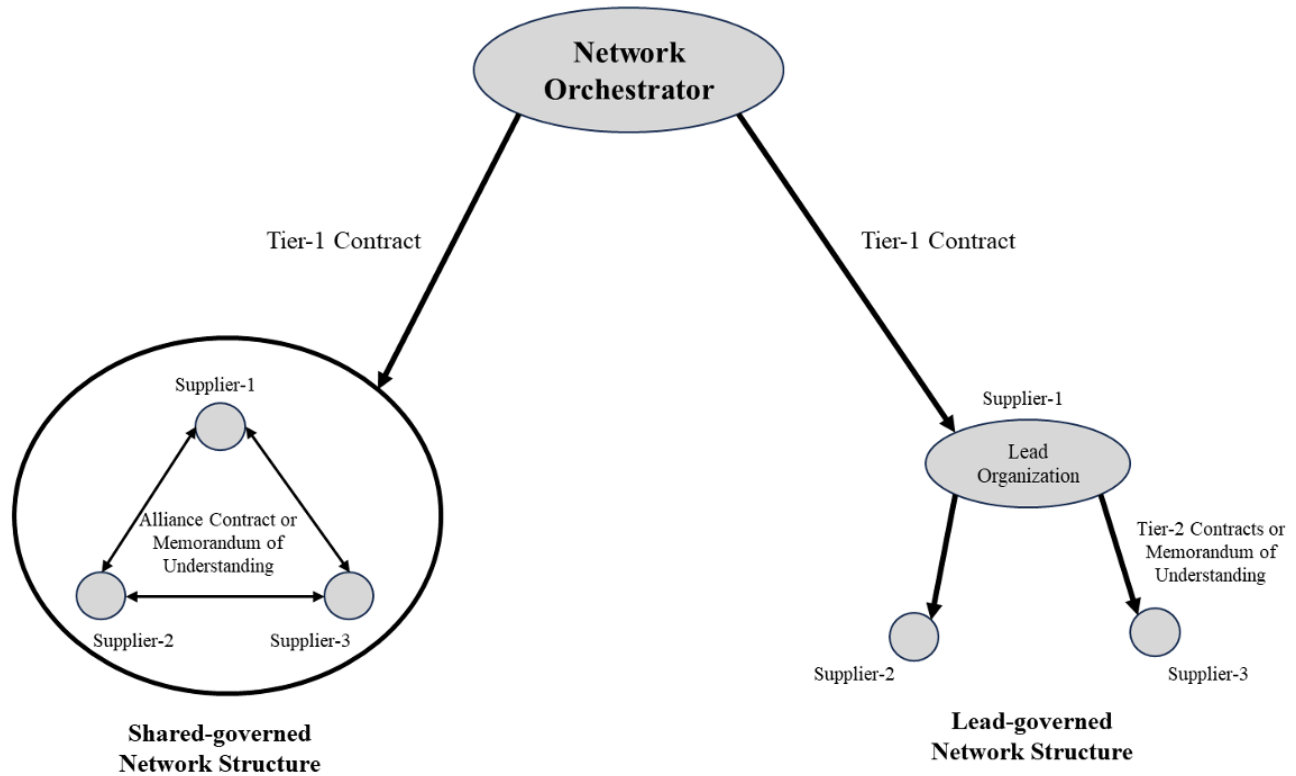 Network
Orchestrator
Tier-1 Contract
Tier-1 Contract
Supplier-1
Alliance Contract or
Memorandum of
Understanding
Supplier-2
Supplier-3
Shared-governed
Network Structure
Supplier-1
Lead
Organization
Tier-2 Contracts or
Memorandum of
Understanding
Supplier-2
Supplier-3
Lead-governed
Network Structure